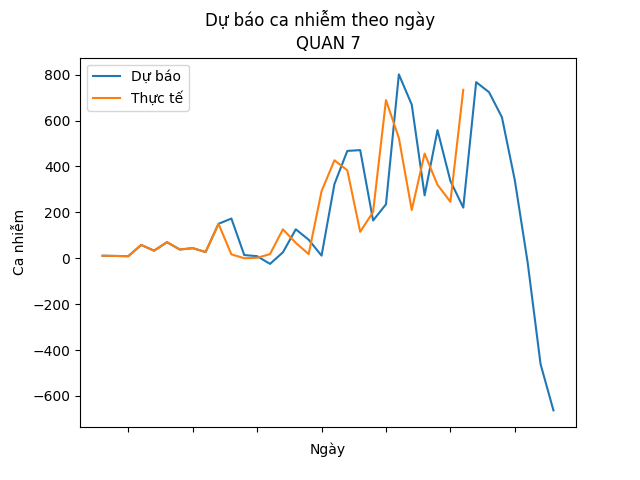 Dự báo ca nhiễm theo ngày
QUAN 7
Dự báo
Thực tế
800
600
400
200
0
−200
−400
−600
Ca nhiễm
Ngày